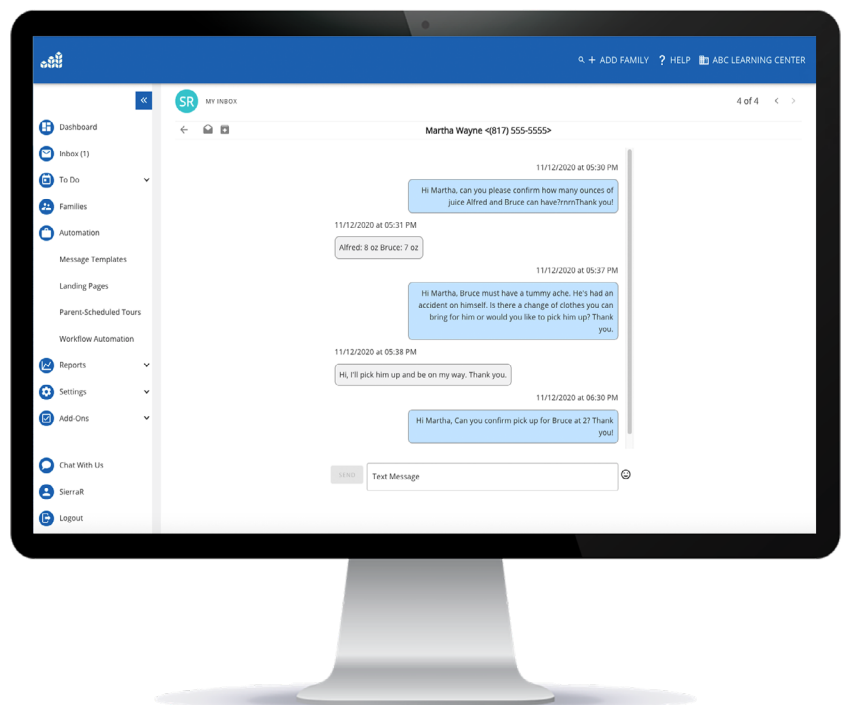 + ADD FAMILY ? HELP ABC LEARNING CENTER
«
SR MY INBOX
4 of 4 < >
Martha Wayne <(817) 555-5555>
Dashboard
Inbox (1)
To Do
Families
Automation
Message Templates
Landing Pages
Parent-Scheduled Tours
Workflow Automation
Reports
Settings
Add-Ons
Chat With Us
SierraR
Logout
11/12/2020 at 05:30 PM
Hi Martha, can you please confirm how many ounces of
juice Alfred and Bruce can have?rnrnThank you!
11/12/2020 at 05:31 PM
Alfred: 8 oz Bruce: 7 oz
11/12/2020 at 05:37 PM
Hi Martha, Bruce must have a tummy ache. He's had an
accident on himself. Is there a change of clothes you can
bring for him or would you like to pick him up? Thank
you.
11/12/2020 at 05:38 PM
Hi, I'll pick him up and be on my way. Thank you.
11/12/2020 at 06:30 PM
Hi Martha, Can you confirm pick up for Bruce at 2? Thank
you!
SEND Text Message